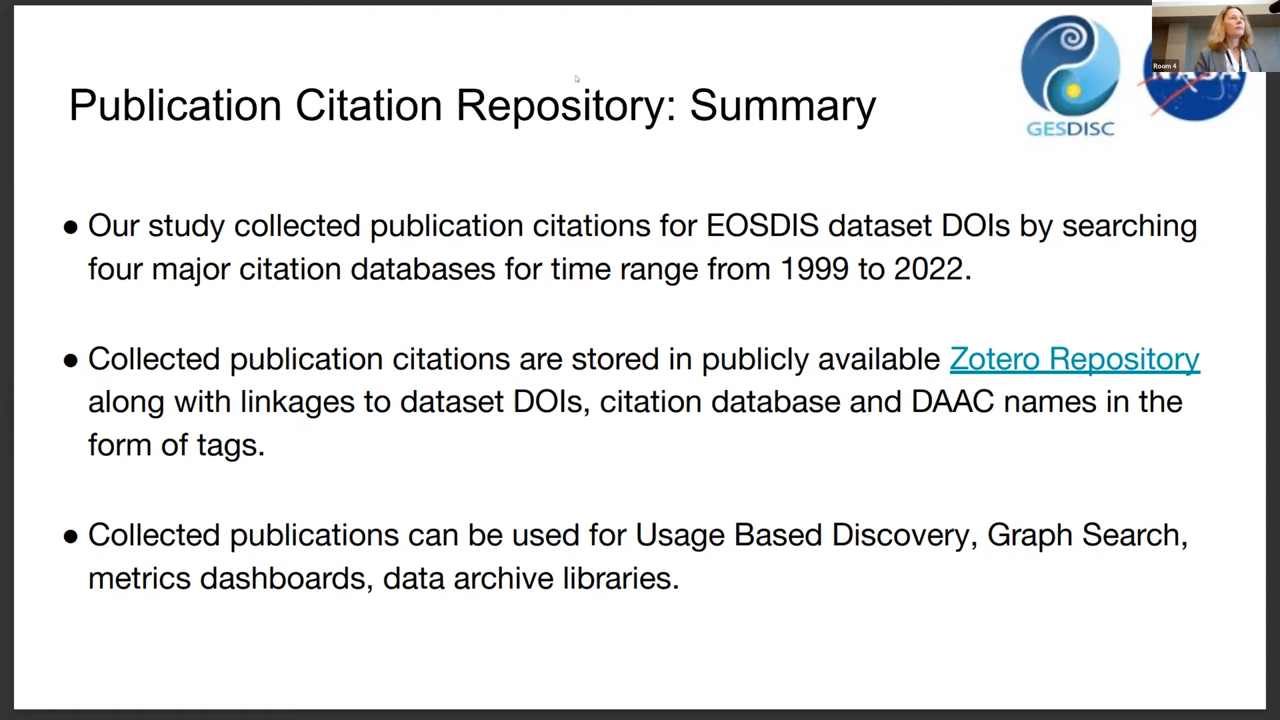 Room 4
NASA
GESDISC
Publication Citation Repository: Summary
● Our study collected publication citations for EOSDIS dataset DOIs by searching
four major citation databases for time range from 1999 to 2022.
● Collected publication citations are stored in publicly available Zotero Repository
along with linkages to dataset DOIs, citation database and DAAC names in the
form of tags.
● Collected publications can be used for Usage Based Discovery, Graph Search,
metrics dashboards, data archive libraries.